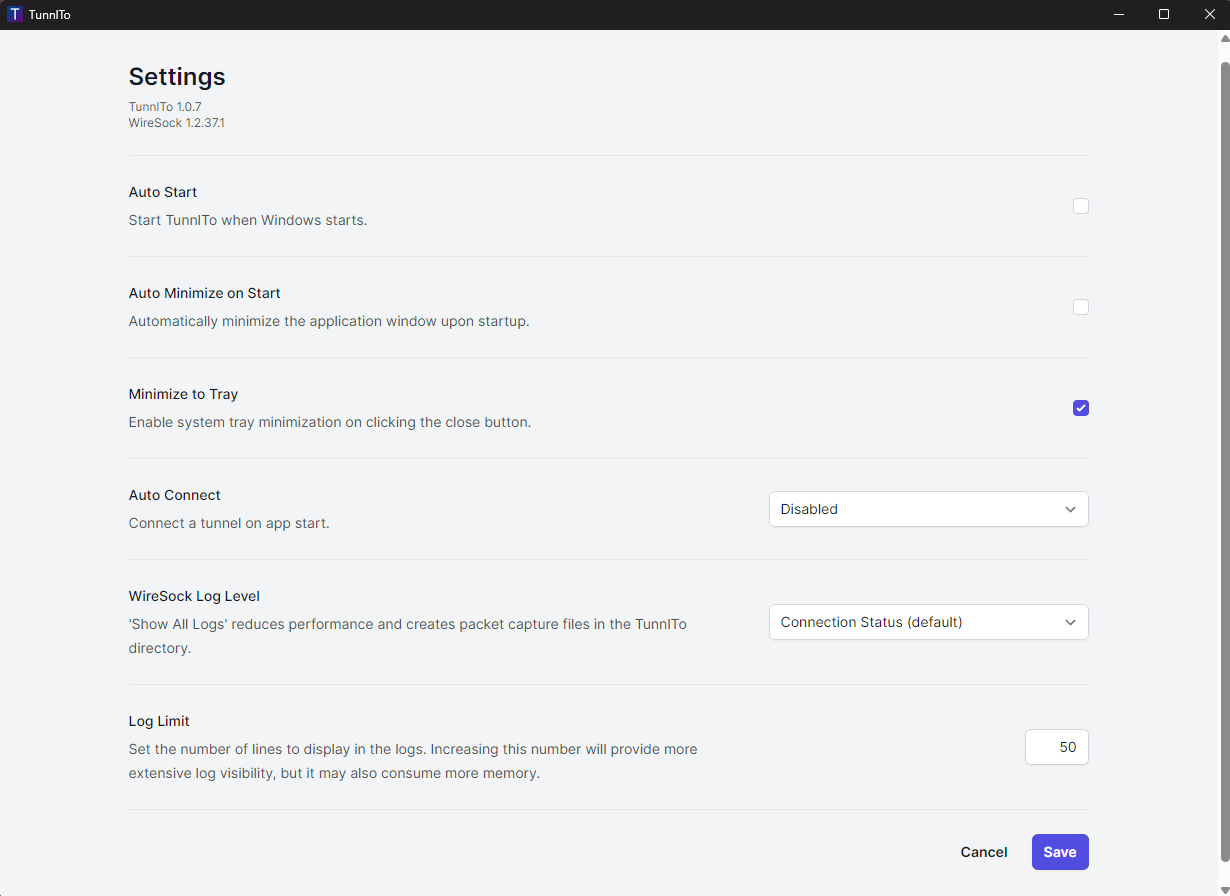 T TunnlTo
Settings
TunnlTo 1.0.7
WireSock 1.2.37.1
Auto Start
Start TunnlTo when Windows starts.
Auto Minimize on Start
Automatically minimize the application window upon startup.
Minimize to Tray
Enable system tray minimization on clicking the close button.
Auto Connect
Connect a tunnel on app start.
Disabled
WireSock Log Level
'Show All Logs' reduces performance and creates packet capture files in the TunnlTo
directory.
Connection Status (default)
Log Limit
Set the number of lines to display in the logs. Increasing this number will provide more
extensive log visibility, but it may also consume more memory.
50
Cancel Save